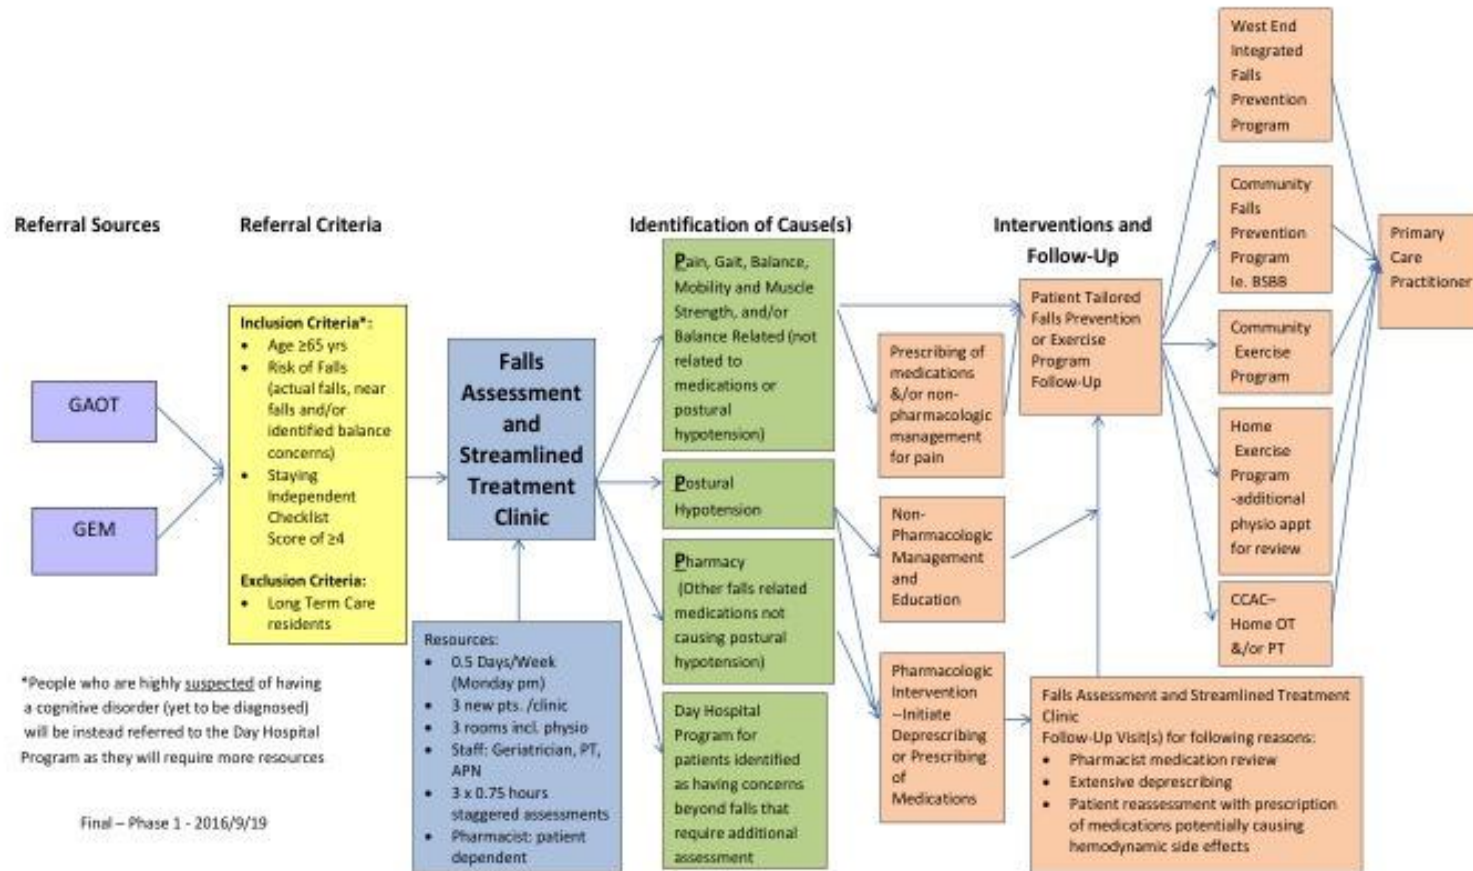 Referral Sources
GAOT
GEM
*People who are highly suspected of having
a cognitive disorder (yet to be diagnosed)
will be instead referred to the Day Hospital
Program as they will require more resources
Final – Phase 1 - 2016/9/19
Referral Criteria
Inclusion Criteria*:
• Age ≥65 yrs
• Risk of Falls
(actual falls, near
falls and/or
identified balance
concerns)
• Staying
Independent
Checklist
Score of ≥4
Exclusion Criteria:
• Long Term Care
residents
Falls
Assessment
and
Streamlined
Treatment
Clinic
Resources:
• 0.5 Days/Week
(Monday pm)
• 3 new pts. /clinic
• 3 rooms incl. physio
• Staff: Geriatrician, PT,
APN
• 3 x 0.75 hours
staggered assessments
• Pharmacist: patient
dependent
Identification of Cause(s)
Pain, Gait, Balance,
Mobility and Muscle
Strength, and/or
Balance Related (not
related to
medications or
postural
hypotension)
Postural
Hypotension
Pharmacy
(Other falls related
medications not
causing postural
hypotension)
Day Hospital
Program for
patients identified
as having concerns
beyond falls that
require additional
assessment
Prescribing of
medications
&/or non-
pharmacologic
management
for pain
Non-
Pharmacologic
Management
and
Education
Pharmacologic
Intervention
–Initiate
Deprescribing
or Prescribing
of
Medications
Interventions and
Follow-Up
Patient Tailored
Falls Prevention
or Exercise
Program
Follow-Up
Falls Assessment and Streamlined Treatment
Clinic
Follow-Up Visit(s) for following reasons:
• Pharmacist medication review
• Extensive deprescribing
• Patient reassessment with prescription
of medications potentially causing
hemodynamic side effects
West End
Integrated
Falls
Prevention
Program
Community
Falls
Prevention
Program
Ie. BSBB
Community
Exercise
Program
Home
Exercise
Program
-additional
physio appt
for review
CCAC–
Home OT
&/or PT
Primary
Care
Practitioner